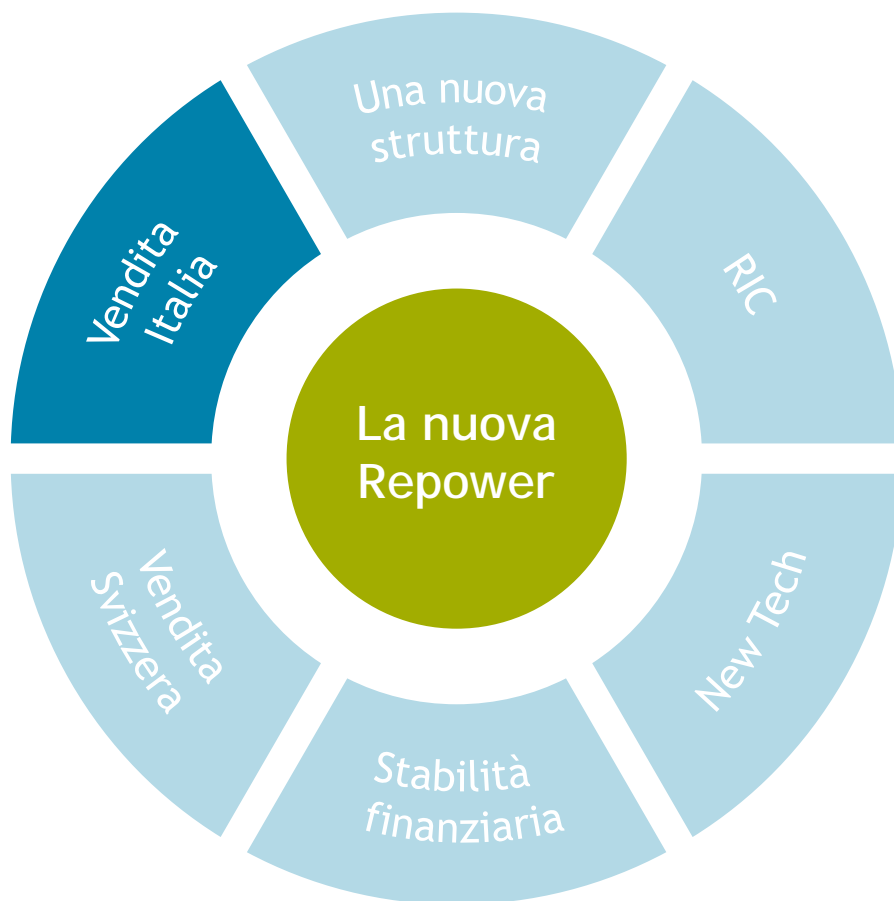 Una nuova
struttura
RIC
New Tech
Stabilità
finanziaria
Vendita
Svizzera
Vendita
Italia
La nuova
Repower